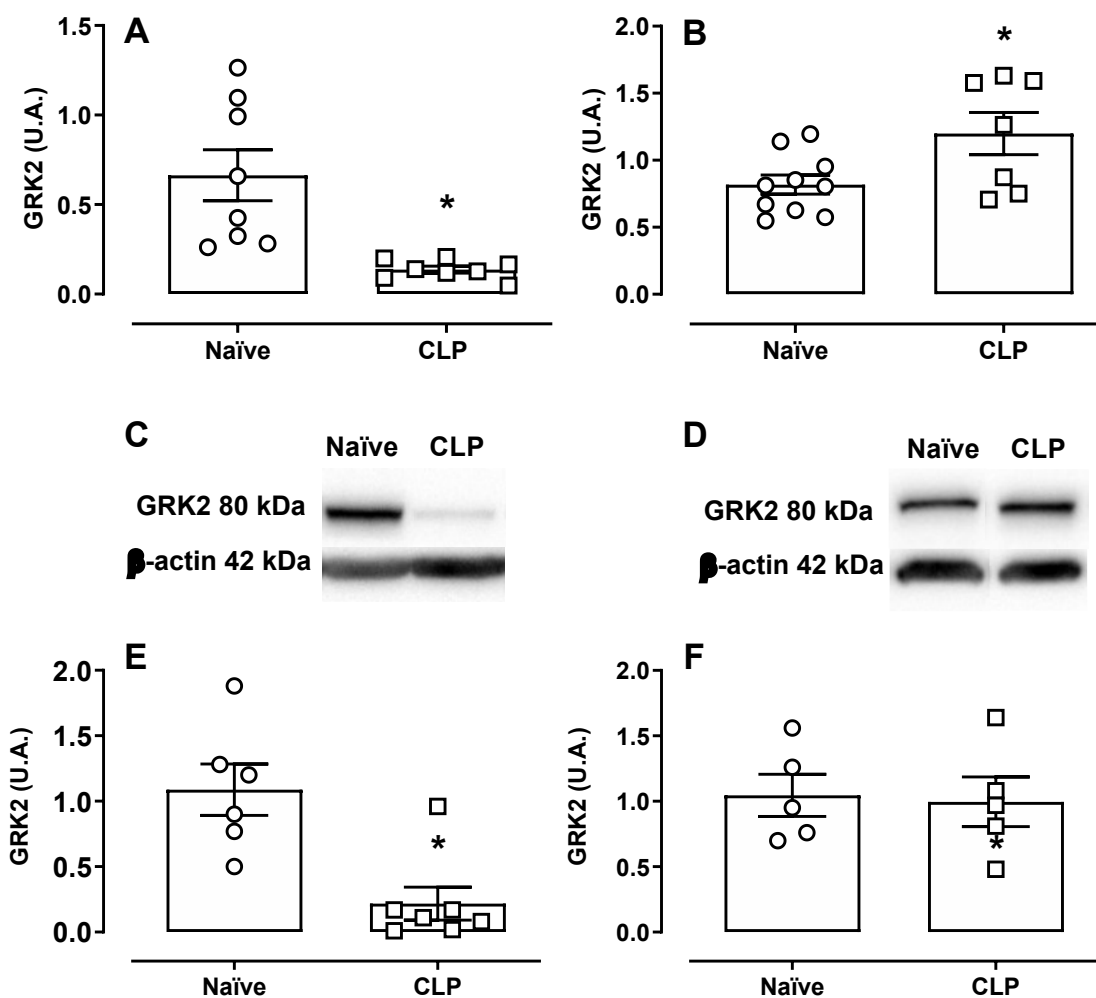 A
GRK2 (U.A.)
1.5
1.0
0.5
0.0
*
Naïve CLP
B
GRK2 (U.A.)
2.0
1.5
1.0
0.5
0.0
*
Naïve CLP
C
Naïve CLP
GRK2 80 kDa
β-actin 42 kDa
D
Naïve CLP
GRK2 80 kDa
β-actin 42 kDa
E
GRK2 (U.A.)
2.0
1.5
1.0
0.5
0.0
*
Naïve CLP
F
GRK2 (U.A.)
2.0
1.5
1.0
0.5
0.0
*
Naïve CLP